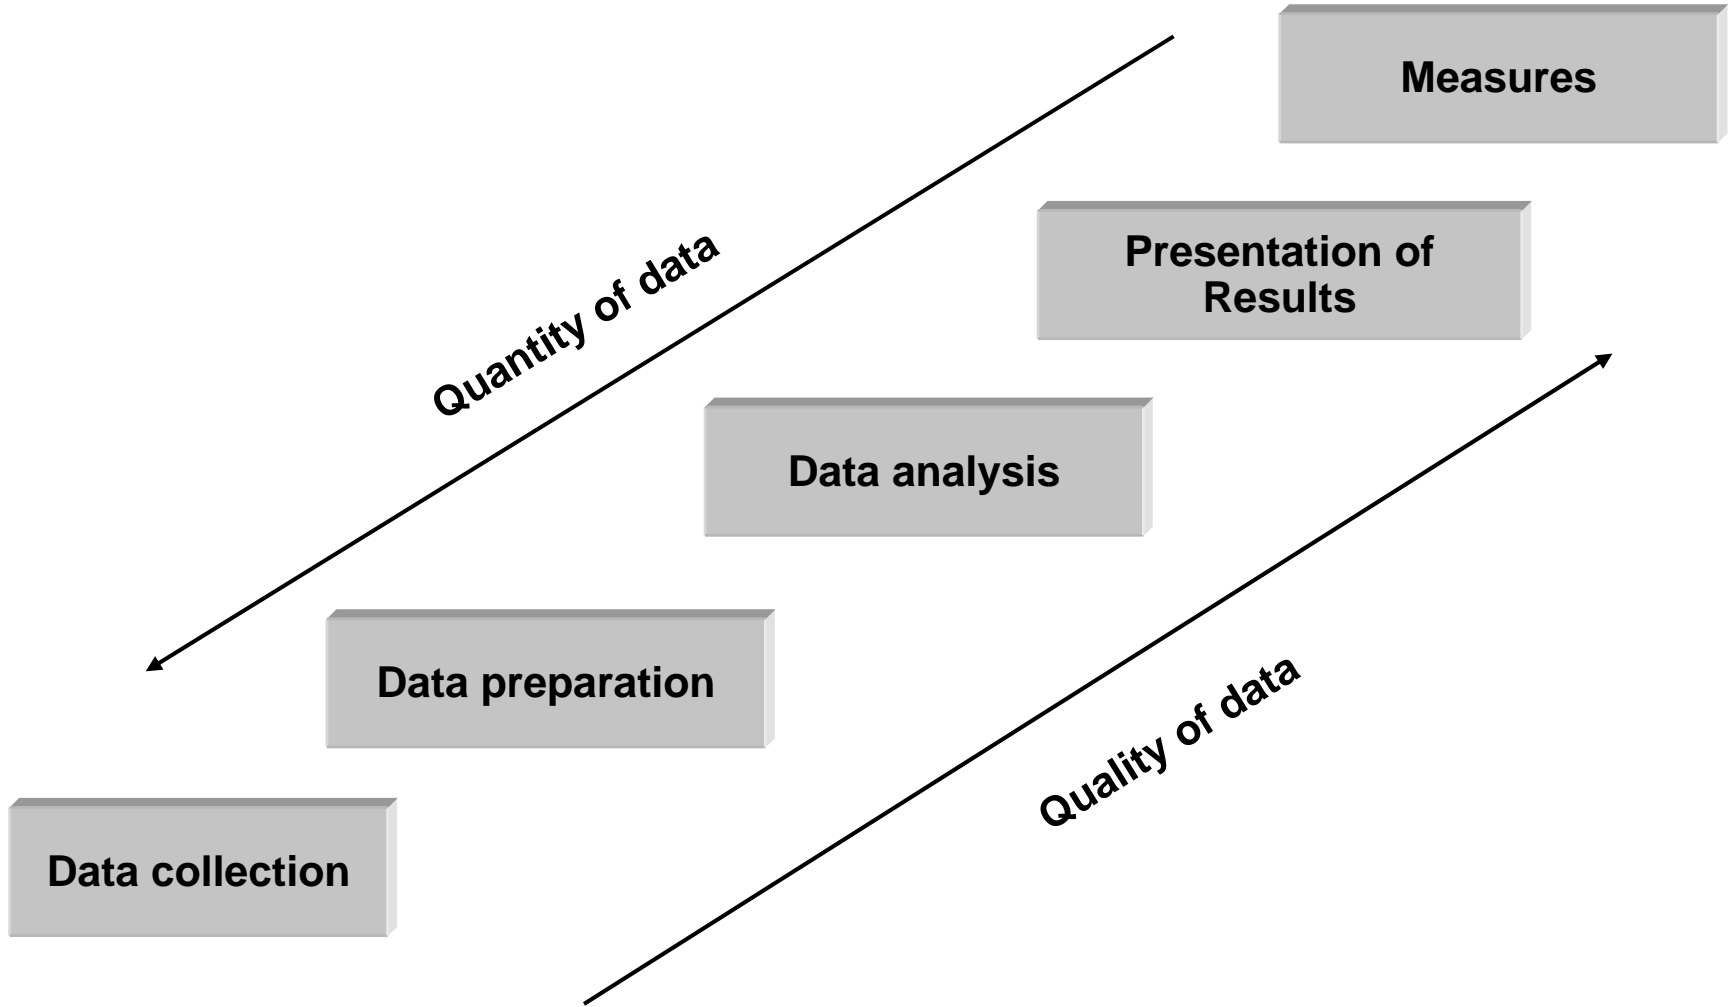 Measures
Presentation of
Results
Quantity of data
Data analysis
Data preparation
Quality of data
Data collection